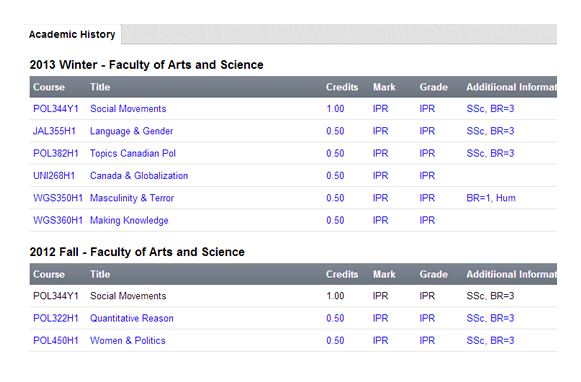 Academic History
2013 Winter - Faculty of Arts and Science
Course Title Credits Mark Grade Additiional Informat
POL344Y1 Social Movements 1.00 IPR IPR SSc, BR=3
JAL355H1 Language & Gender 0.50 IPR IPR SSc, BR=3
POL382H1 Topics Canadian Pol 0.50 IPR IPR SSc, BR=3
UNI268H1 Canada & Globalization 0.50 IPR IPR
WGS350H1 Masculinity & Terror 0.50 IPR IPR BR=1, Hum
WGS360H1 Making Knowledge 0.50 IPR IPR
2012 Fall - Faculty of Arts and Science
Course Title Credits Mark Grade Additiional Informat
POL344Y1 Social Movements 1.00 IPR IPR SSc, BR=3
POL322H1 Quantitative Reason 0.50 IPR IPR SSc, BR=3
POL450H1 Women & Politics 0.50 IPR IPR SSc, BR=3